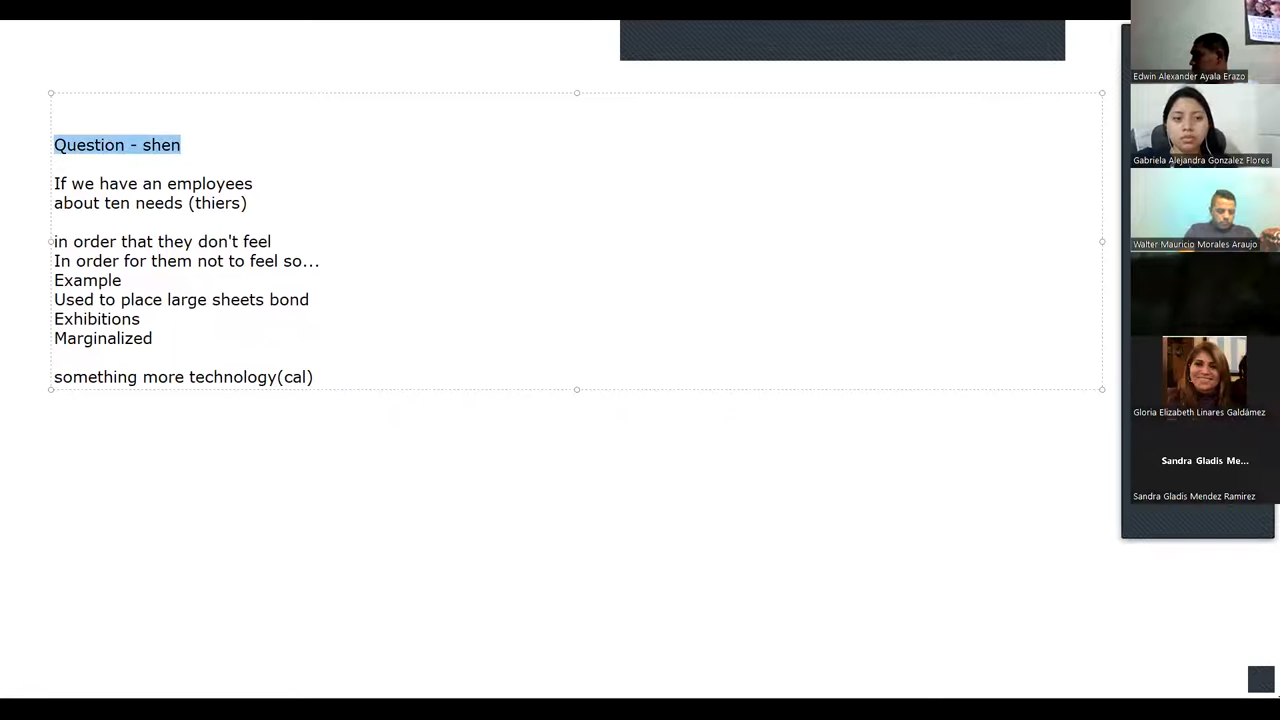 Question - shen
If we have an employees
about ten needs (thiers)
in order that they don't feel
In order for them not to feel so...
Example
Used to place large sheets bond
Exhibitions
Marginalized
something more technology(cal)
Edwin Alexander Ayala Erazo
Gabriela Alejandra Gonzalez Flores
Walter Mauricio Morales Araujo
Gloria Elizabeth Linares Galdámez
Sandra Gladis Me...
Sandra Gladis Mendez Ramirez